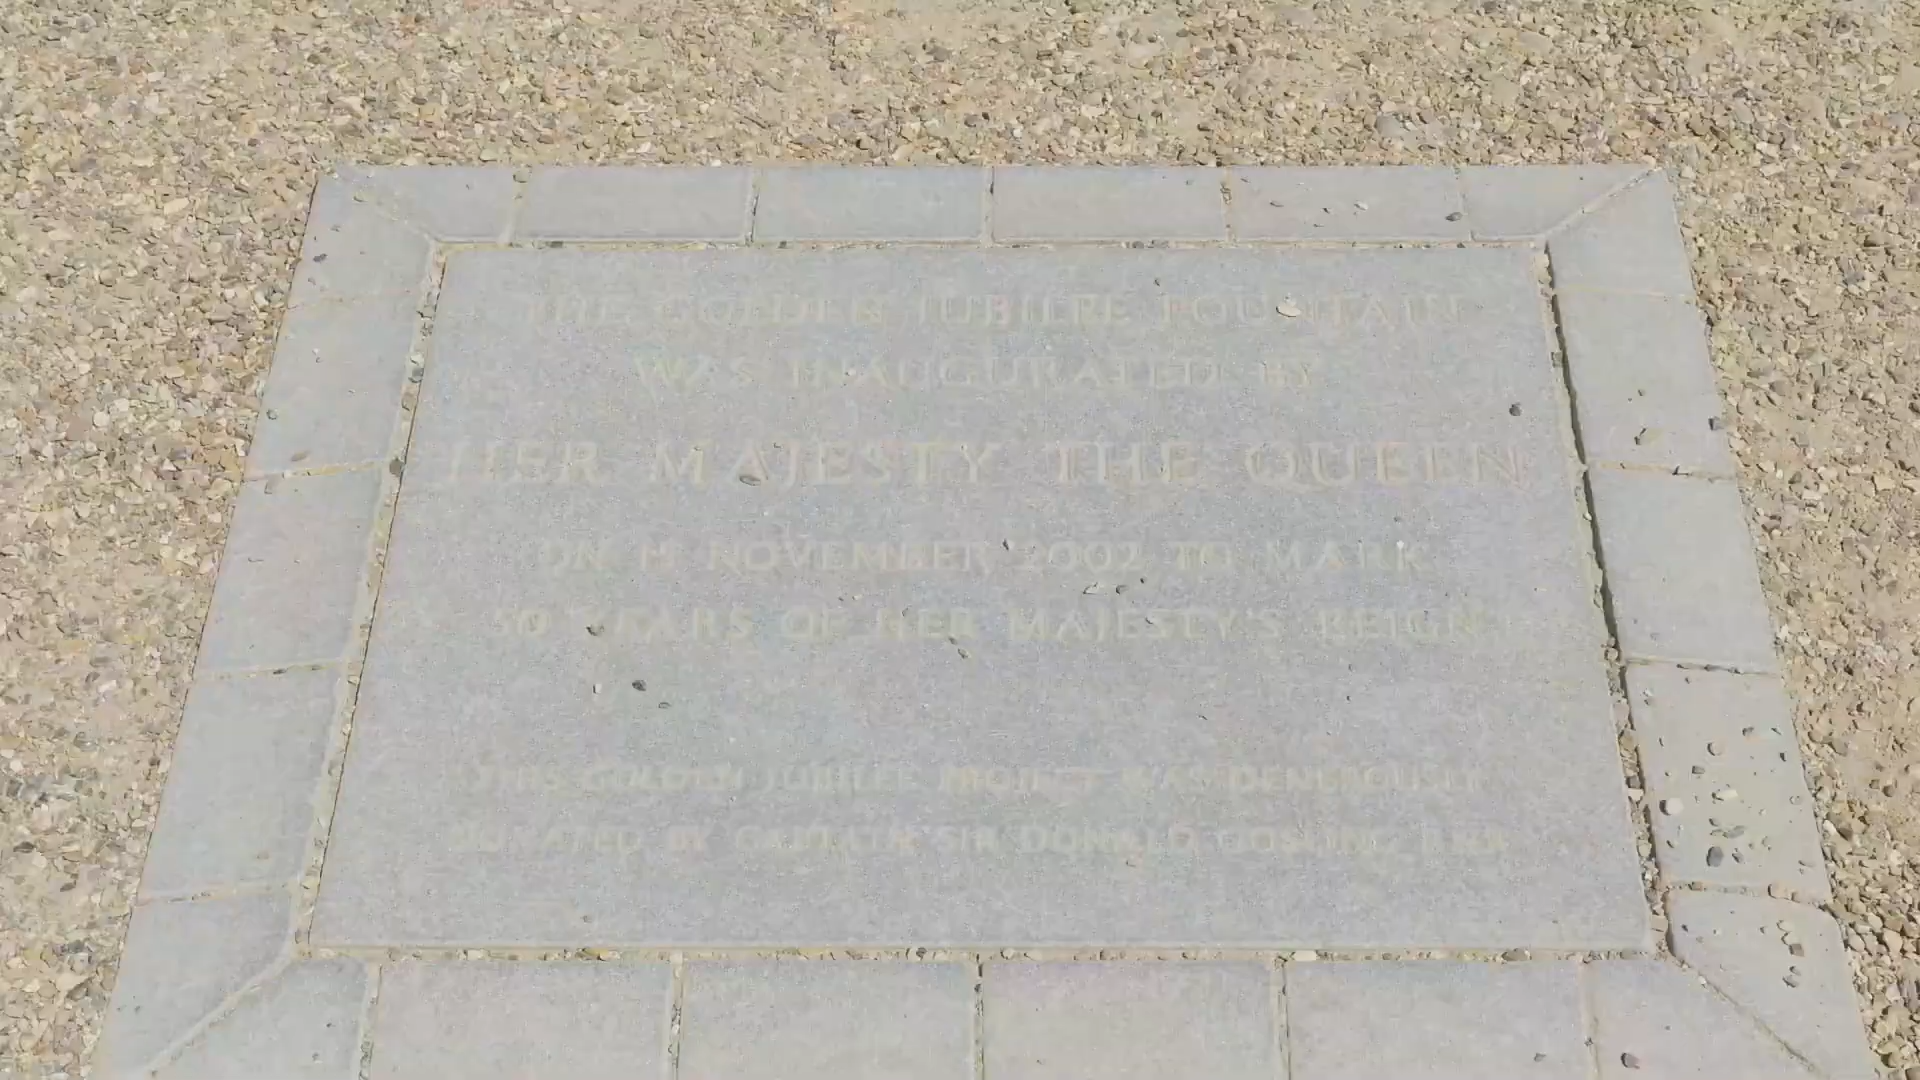 THE GOLDEN JUBILEE FOUNTAIN
WAS INAUGURATED BY
HER MAJESTY THE QUEEN
ON NOVEMBER 2002 TO MARK
50 YEARS OF HER MAJESTY'S REIGN
THIS GOLDEN JUBILEE PROJECT WAS GENEROUSLY
DONATED BY CAPTAIN SIR DONALD GOSLING RNR